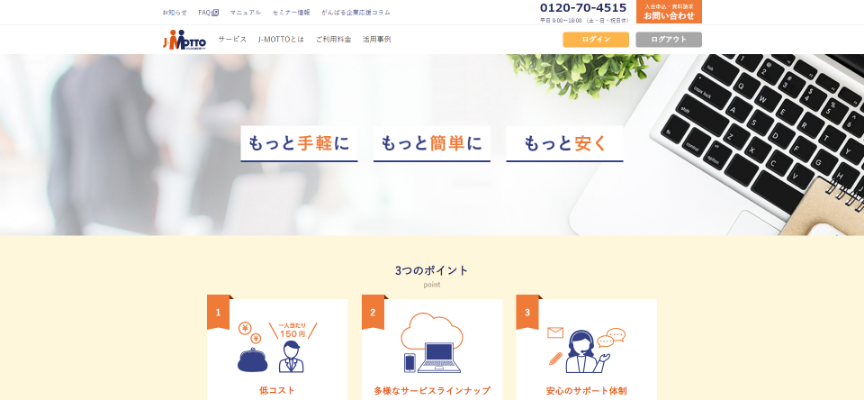 お知らせ
FAQ
マニュアル
セミナー情報
がんばる企業応援コラム
0120-70-4515
平日 9:00~18:00 (土・日・祝日休)
入会申込・資料請求
お問い合わせ
J-MOTTO
サービス
J-MOTTOとは
ご利用料金
活用事例
ログイン
ログアウト
もっと手軽に
もっと簡単に
もっと安く
3つのポイント
point
1
一人当たり
150円
低コスト
2
多様なサービスラインナップ
3
安心のサポート体制